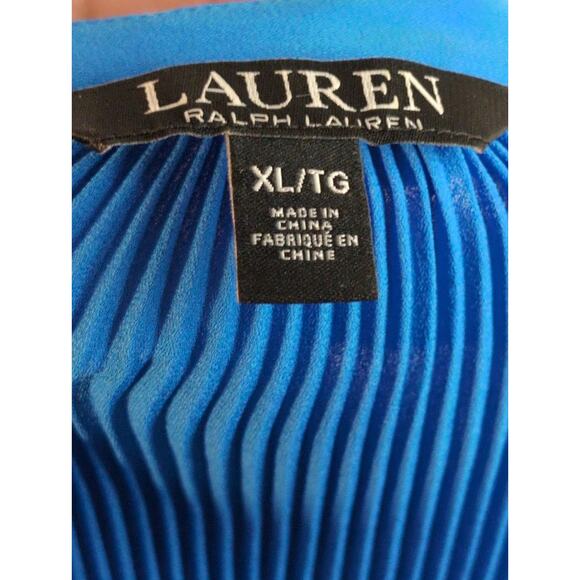 LAUREN
RALPH LAUREN
XL/TG
MADE IN
CHINA
FABRIQUÉ EN
CHINE